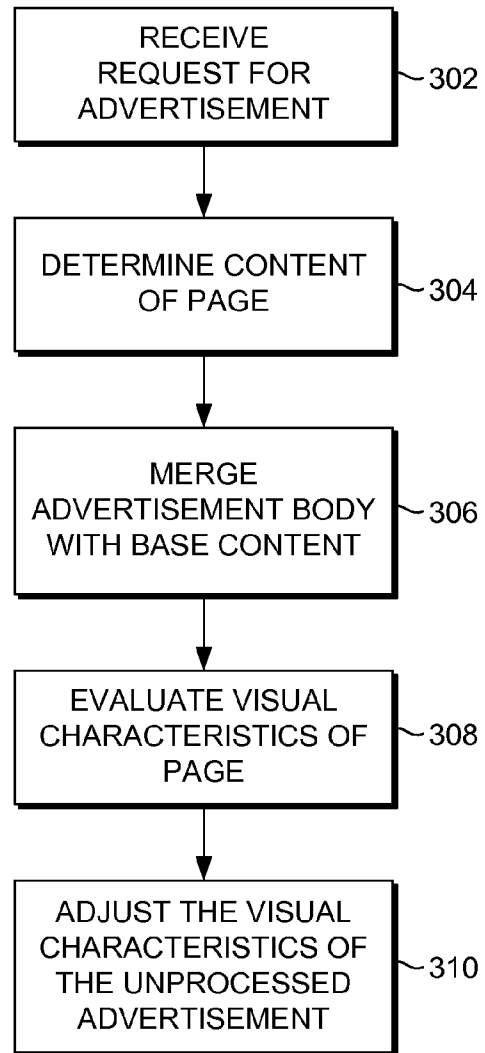 RECEIVE
REQUEST FOR
ADVERTISEMENT
302
DETERMINE CONTENT
OF PAGE
304
MERGE
ADVERTISEMENT BODY
WITH BASE CONTENT
306
EVALUATE VISUAL
CHARACTERISTICS OF
PAGE
308
ADJUST THE VISUAL
CHARACTERISTICS OF
THE UNPROCESSED
ADVERTISEMENT
310